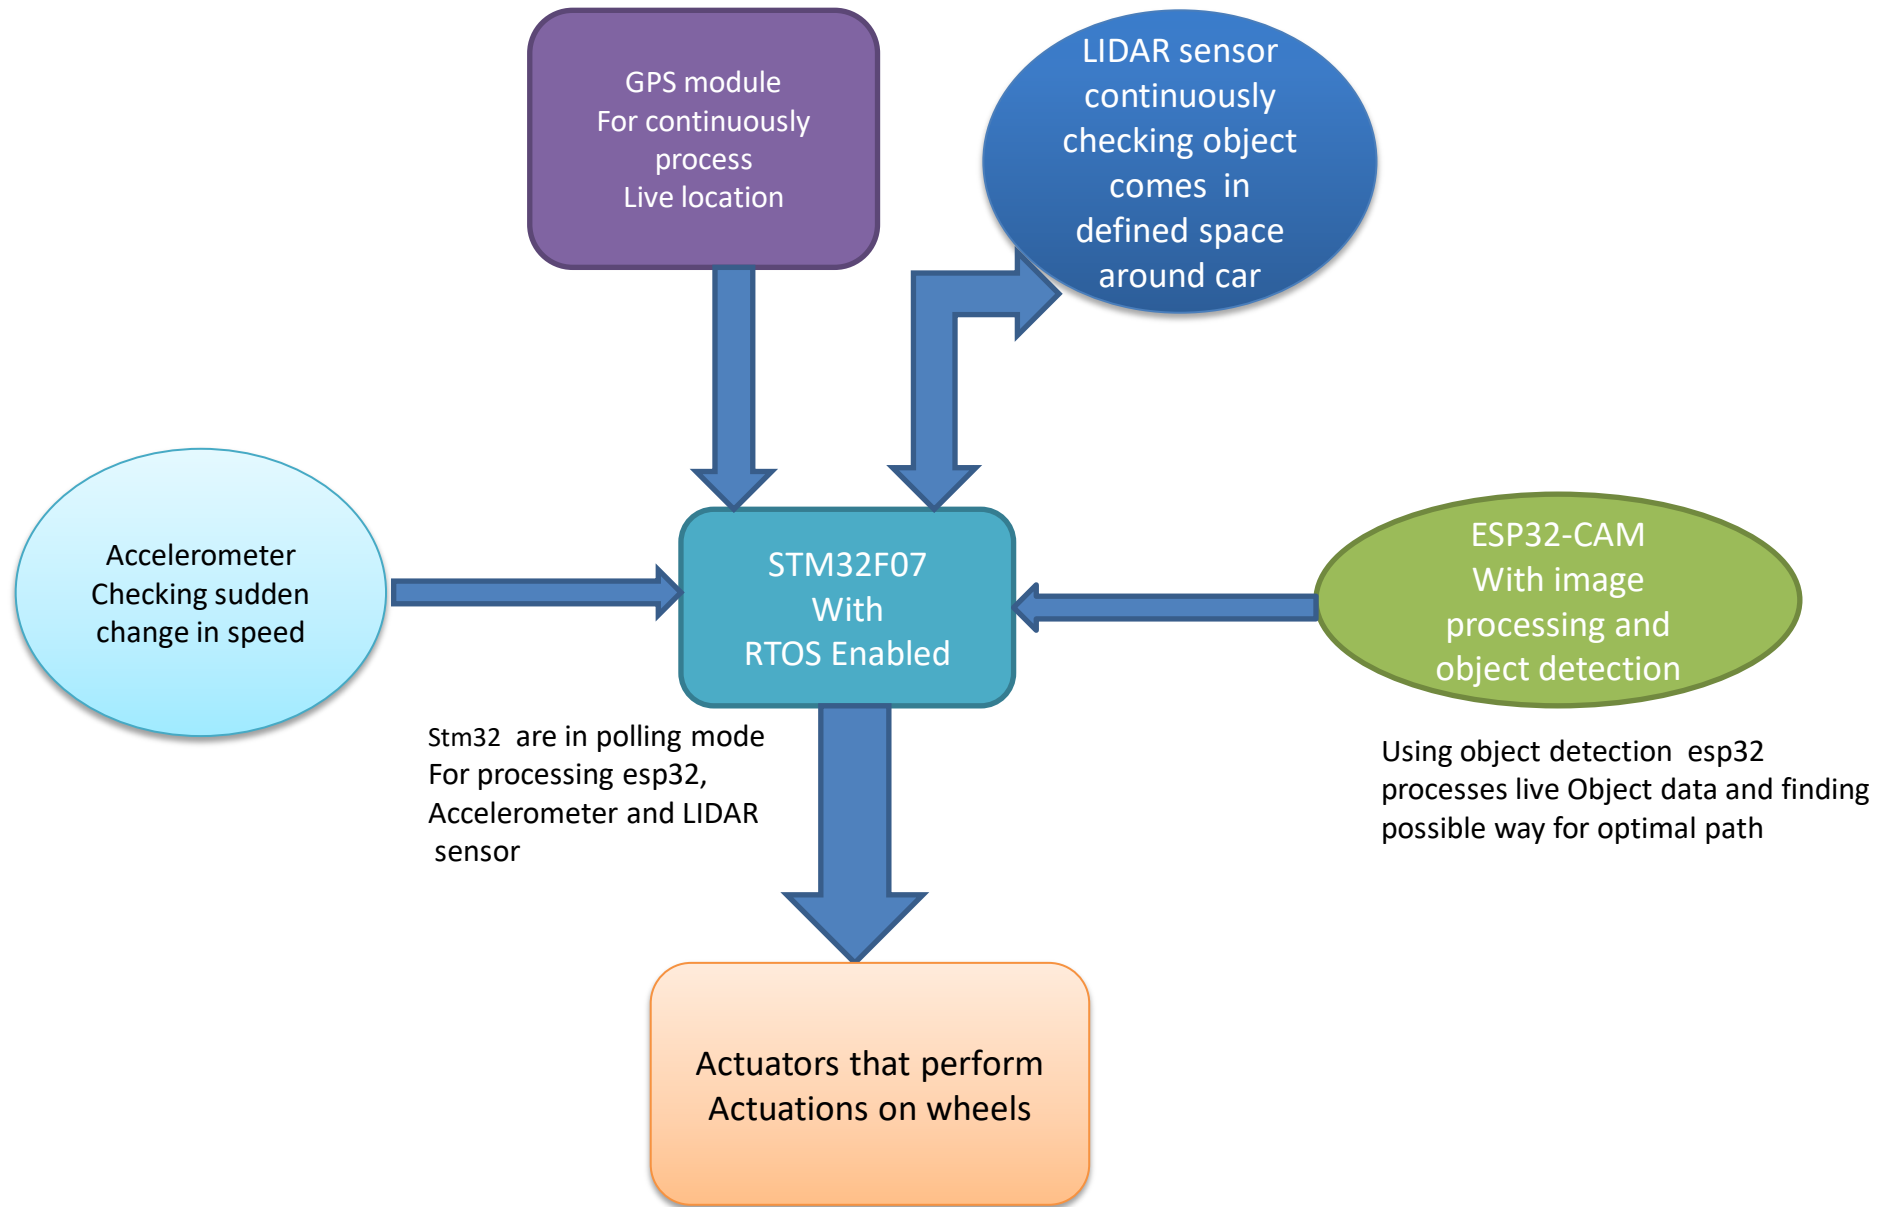 GPS module
For continuously
process
Live location
LIDAR sensor
continuously
checking object
comes in
defined space
around car
Accelerometer
Checking sudden
change in speed
STM32F07
With
RTOS Enabled
ESP32-CAM
With image
processing and
object detection
Stm32 are in polling mode
For processing esp32,
Accelerometer and LIDAR
sensor
Using object detection esp32
processes live Object data and finding
possible way for optimal path
Actuators that perform
Actuations on wheels